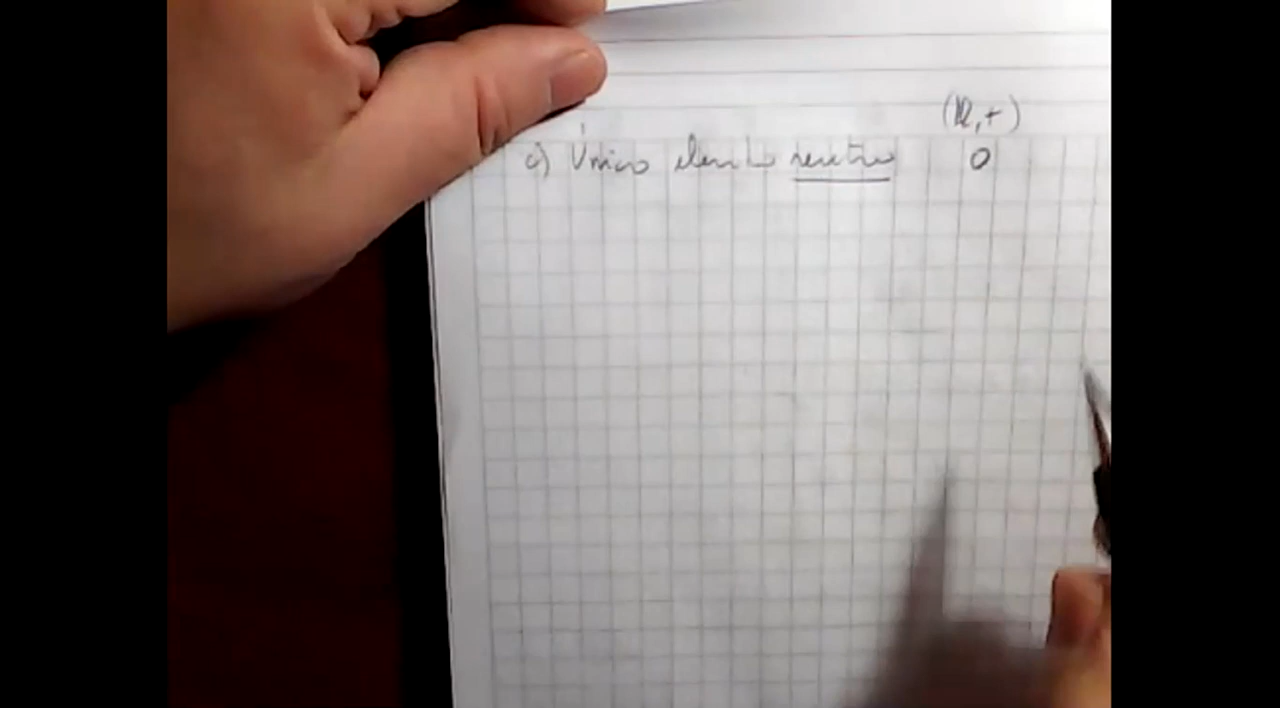 (ℝ, +)
c) Único elemento neutro 0